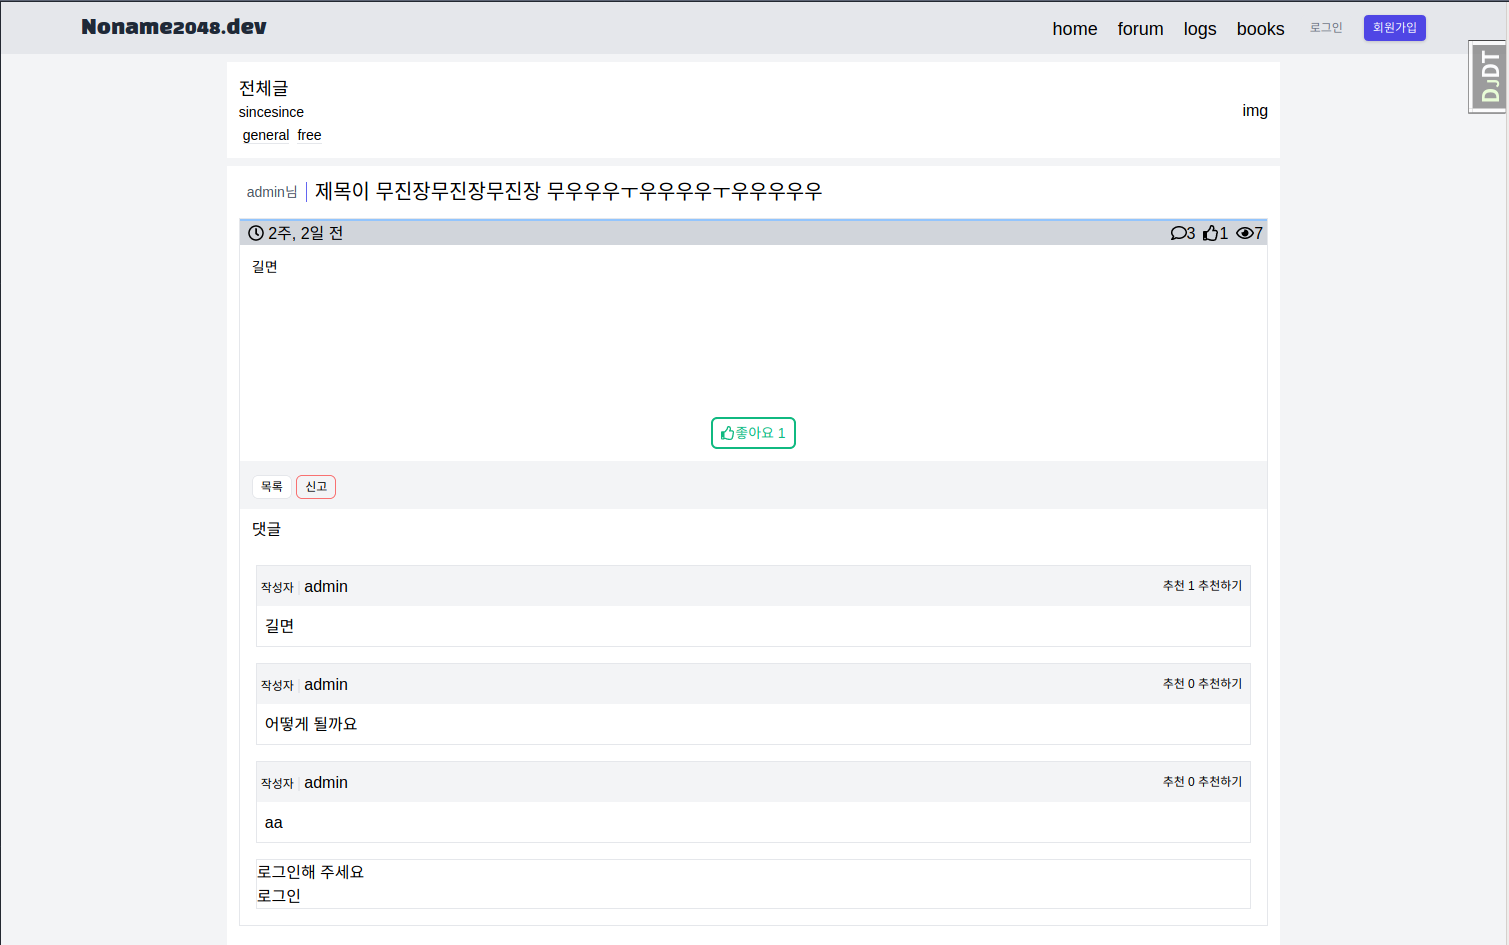 Noname2048.dev home forum logs books 로그인 회원가입
DJDT
전체글
sincesince
img
general free
admin님 제목이 무진장무진장무진장 무우우우ㅜ우우우우ㅜ우우우우우
2주, 2일 전 3 1 7
길면
좋아요 1
목록 신고
댓글
작성자 admin 추천 1 추천하기
길면
작성자 admin 추천 0 추천하기
어떻게 될까요
작성자 admin 추천 0 추천하기
aa
로그인해 주세요
로그인